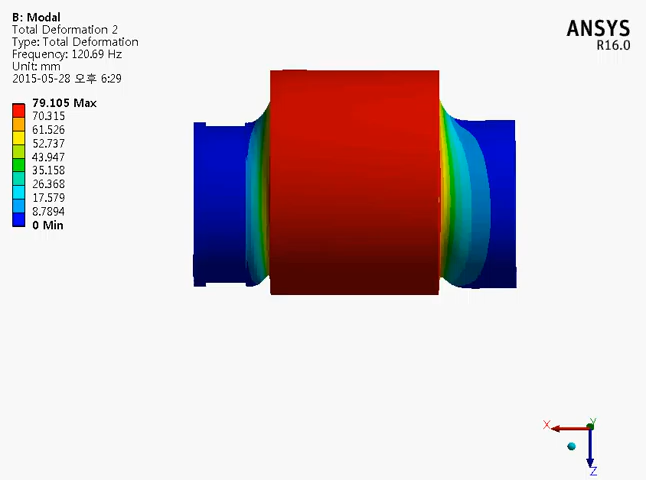 B: Modal
Total Deformation 2
Type: Total Deformation
Frequency: 120.69 Hz
Unit: mm
2015-05-28 오후 6:29
79.105 Max
70.315
61.526
52.737
43.947
35.158
26.368
17.579
8.7894
0 Min
ANSYS
R16.0
X
Y
Z